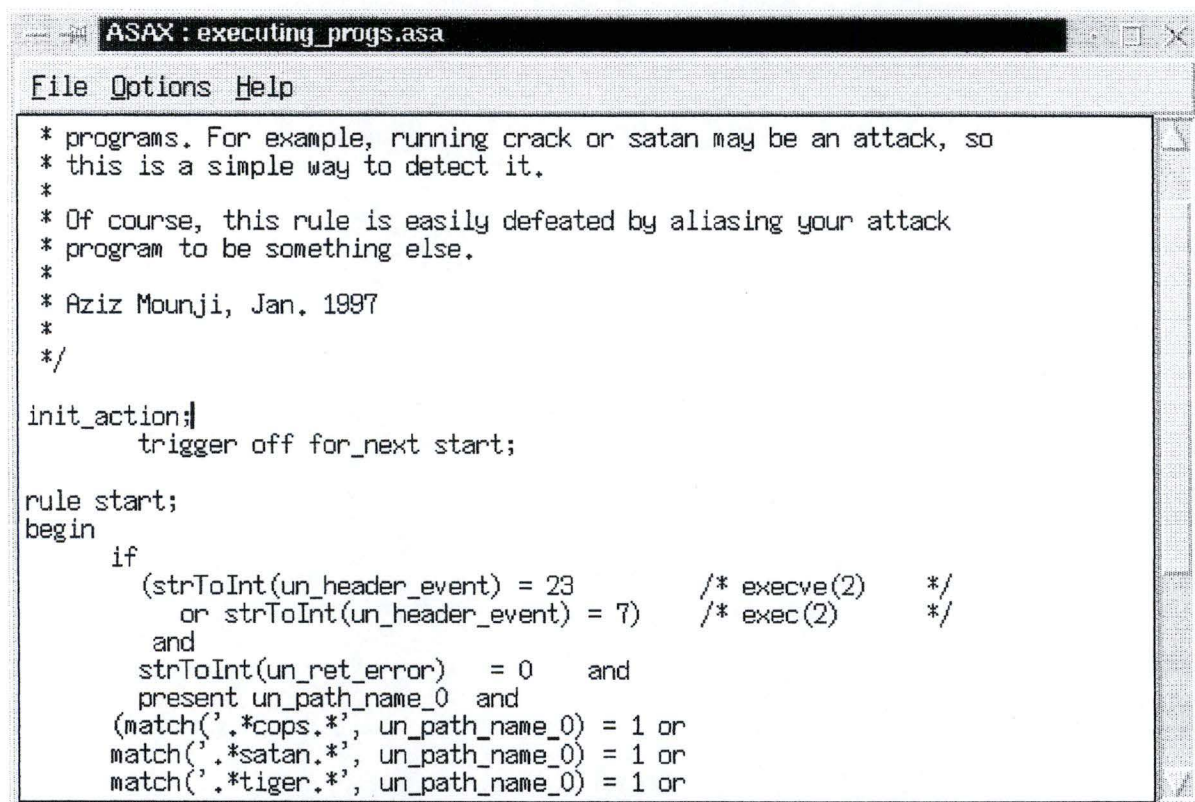 ASAX : executing_progs.asa
File Options Help
* programs. For example, running crack or satan may be an attack, so
* this is a simple way to detect it.
*
* Of course, this rule is easily defeated by aliasing your attack
* program to be something else.
*
* Aziz Mounji, Jan. 1997
*
*/
init_action;
trigger off for_next start;
rule start;
begin
if
(strToInt(un_header_event) = 23 /* execve(2) */
or strToInt(un_header_event) = 7) /* exec(2) */
and
strToInt(un_ret_error) = 0 and
present un_path_name_0 and
(match('.*cops.*', un_path_name_0) = 1 or
match('.*satan.*', un_path_name_0) = 1 or
match('.*tiger.*', un_path_name_0) = 1 or